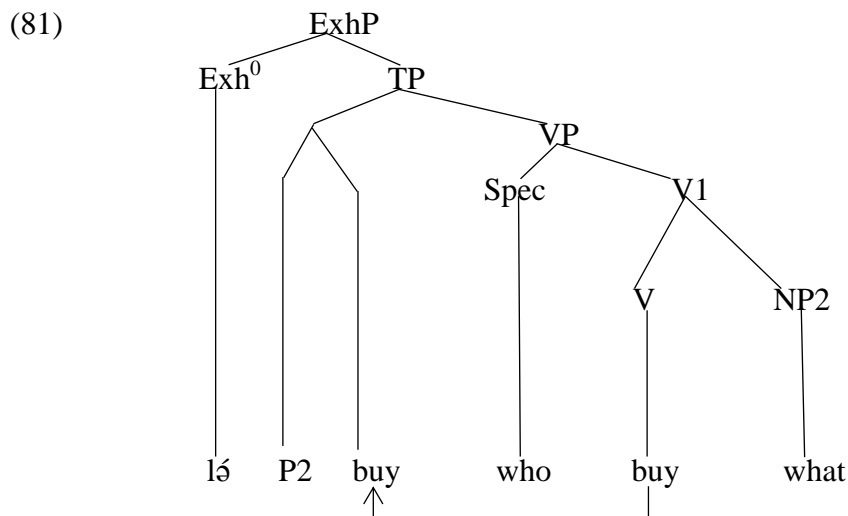 (81) ExhP
Exh⁰ TP
VP
Spec V1
V NP2
lə́ P2 buy who buy what